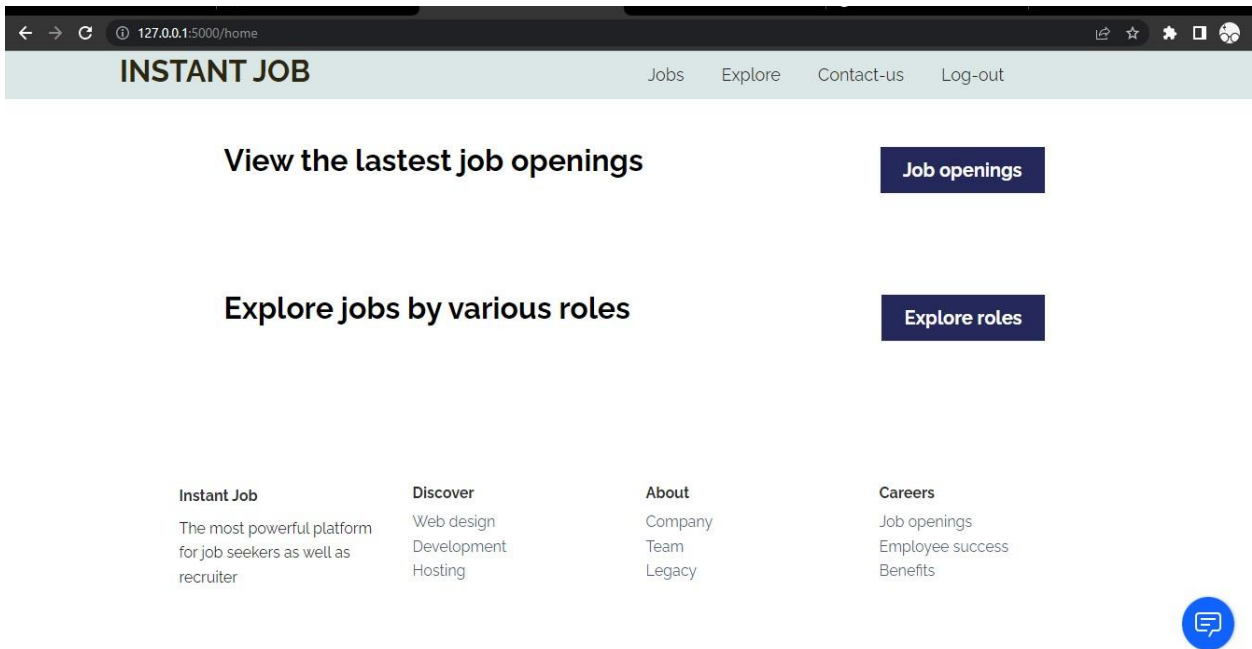 127.0.0.1:5000/home
INSTANT JOB
Jobs Explore Contact-us Log-out
View the lastest job openings
Job openings
Explore jobs by various roles
Explore roles
Instant Job
The most powerful platform
for job seekers as well as
recruiter
Discover
Web design
Development
Hosting
About
Company
Team
Legacy
Careers
Job openings
Employee success
Benefits